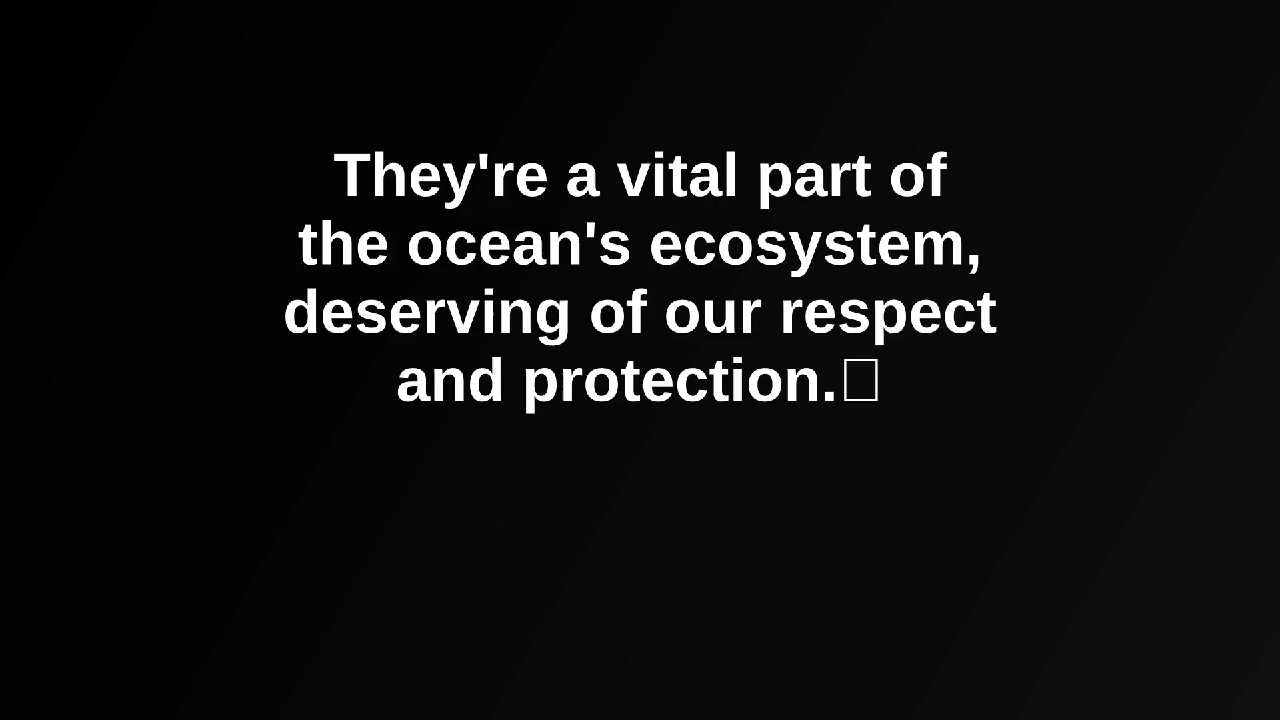 They're a vital part of
the ocean's ecosystem,
deserving of our respect
and protection.